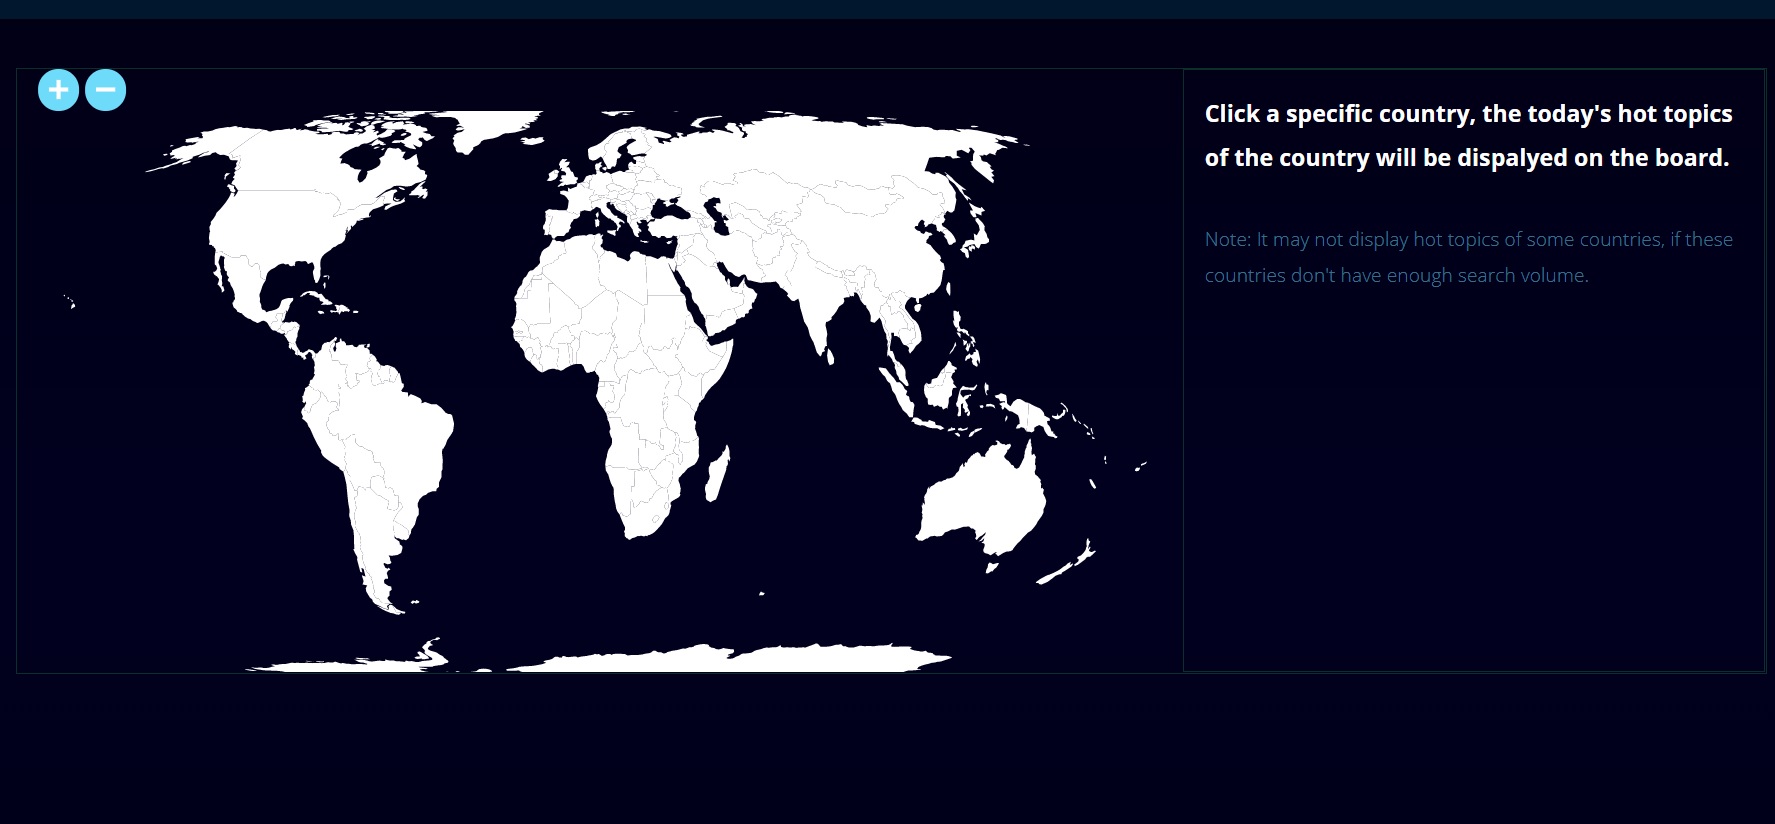 Click a specific country, the today's hot topics
of the country will be dispalyed on the board.
Note: It may not display hot topics of some countries, if these
countries don't have enough search volume.